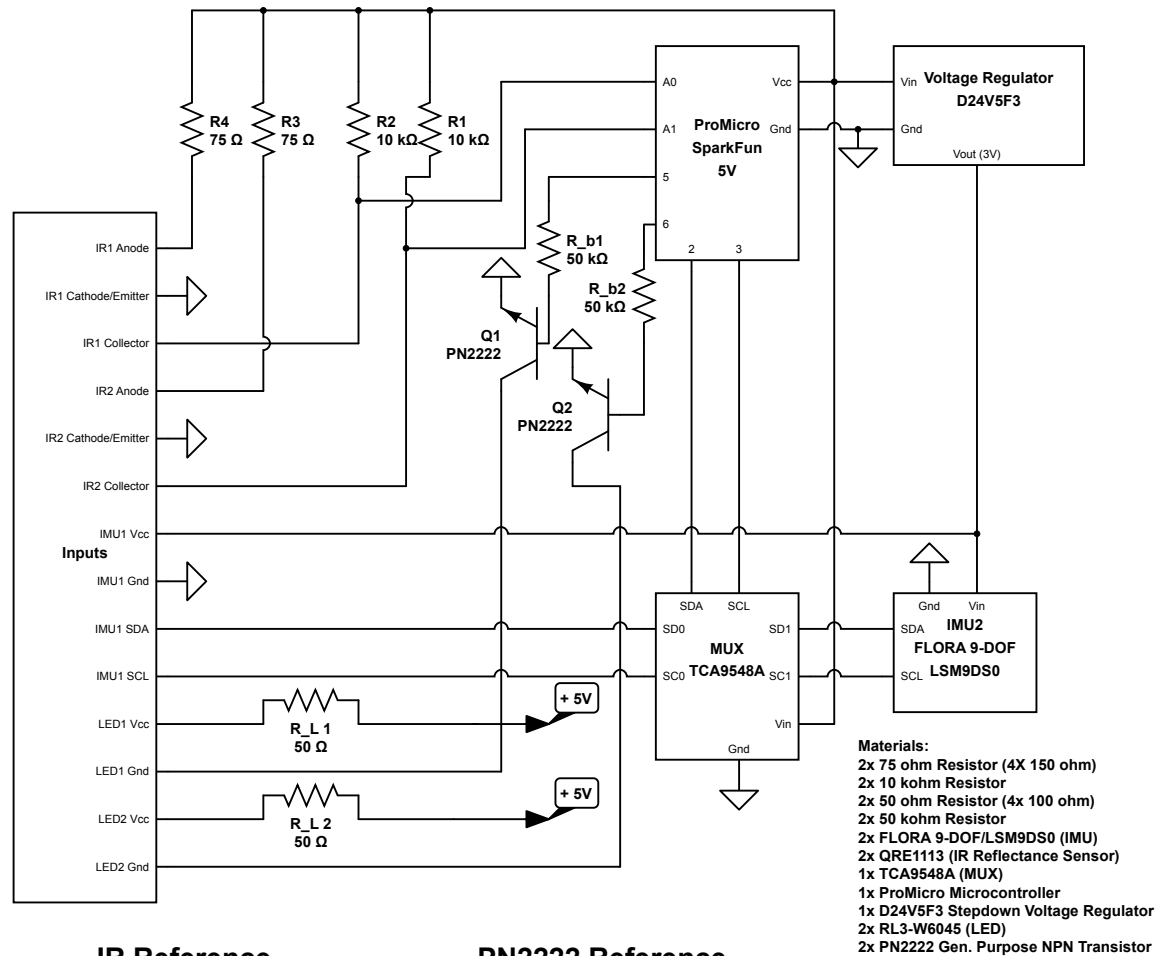 R4
75 Ω
R3
75 Ω
R2
10 kΩ
R1
10 kΩ
A0
A1
5
6
2
3
Vcc
Gnd
ProMicro
SparkFun
5V
Vin
Gnd
Voltage Regulator
D24V5F3
Vout (3V)
IR1 Anode
IR1 Cathode/Emitter
IR1 Collector
IR2 Anode
IR2 Cathode/Emitter
IR2 Collector
IMU1 Vcc
Inputs
IMU1 Gnd
IMU1 SDA
IMU1 SCL
LED1 Vcc
LED1 Gnd
LED2 Vcc
LED2 Gnd
R_b1
50 kΩ
R_b2
50 kΩ
Q1
PN2222
Q2
PN2222
R_L 1
50 Ω
+ 5V
R_L 2
50 Ω
+ 5V
SDA
SCL
SD0
SC0
SD1
SC1
MUX
TCA9548A
Vin
Gnd
Gnd
Vin
SDA
SCL
IMU2
FLORA 9-DOF
LSM9DS0
Materials:
2x 75 ohm Resistor (4X 150 ohm)
2x 10 kohm Resistor
2x 50 ohm Resistor (4x 100 ohm)
2x 50 kohm Resistor
2x FLORA 9-DOF/LSM9DS0 (IMU)
2x QRE1113 (IR Reflectance Sensor)
1x TCA9548A (MUX)
1x ProMicro Microcontroller
1x D24V5F3 Stepdown Voltage Regulator
2x RL3-W6045 (LED)
2x PN2222 Gen. Purpose NPN Transistor
IR Reference
PN2222 Reference